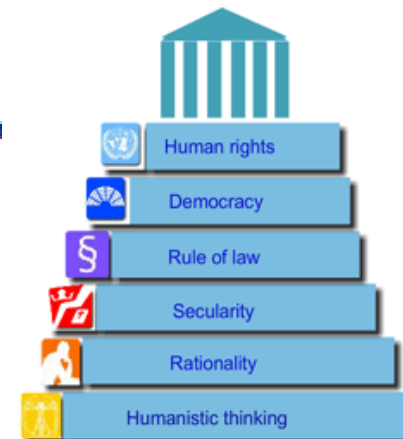 Human rights
Democracy
§
Rule of law
Secularity
Rationality
Humanistic thinking